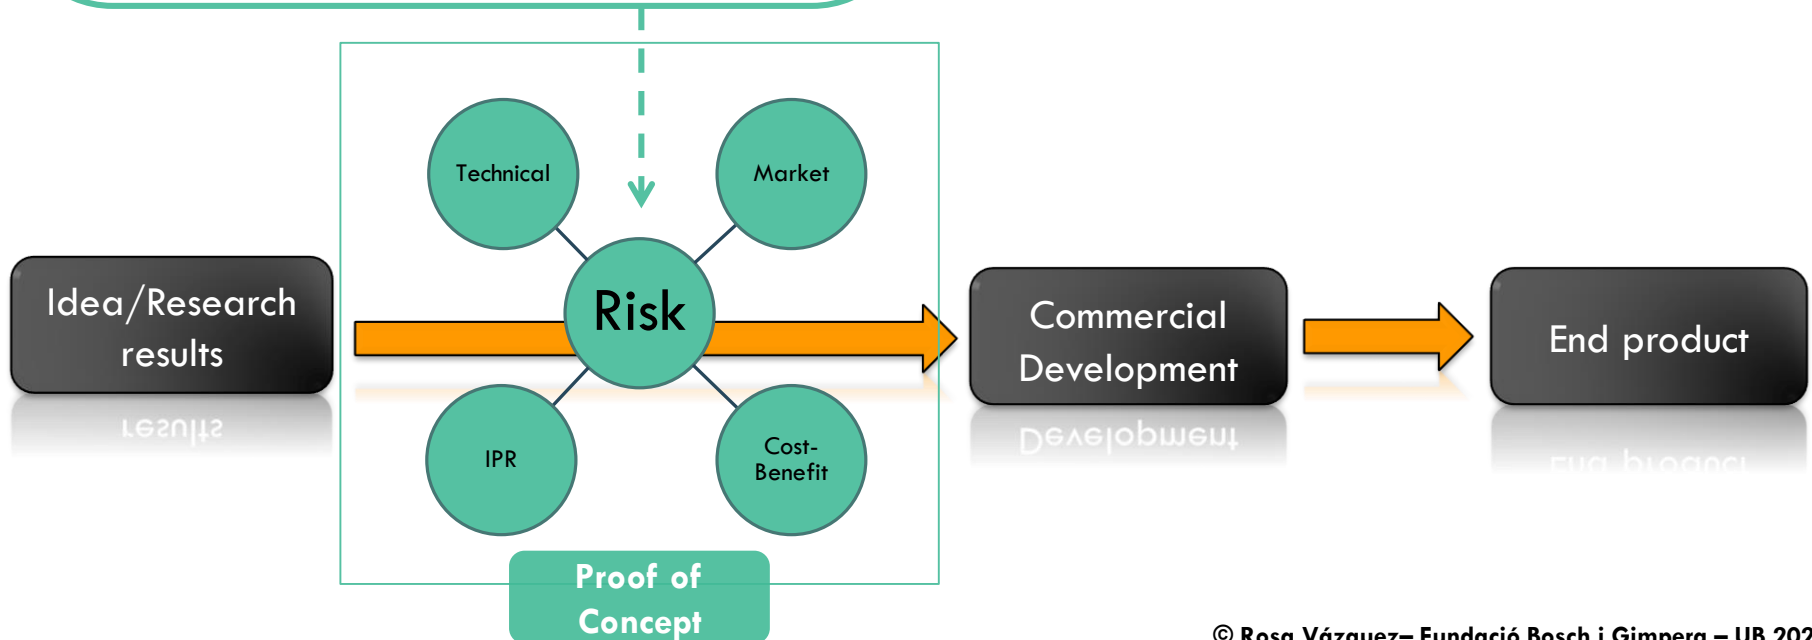 Technical
Market
Idea/Research
results
Risk
Commercial
Development
End product
IPR
Cost-
Benefit
Proof of
Concept
© Rosa Vázquez– Fundació Bosch i Gimpera – UB